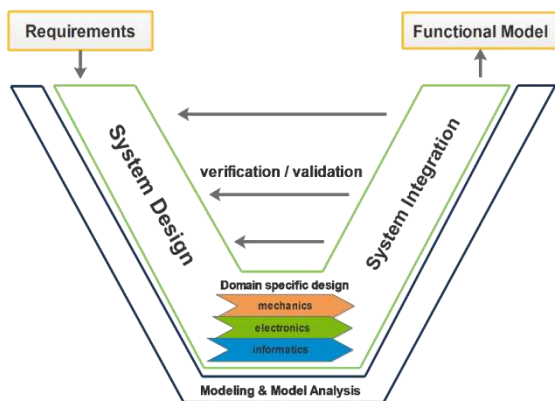 Requirements
Functional Model
System Design
verification / validation
System Integration
Domain specific design
mechanics
electronics
informatics
Modeling & Model Analysis